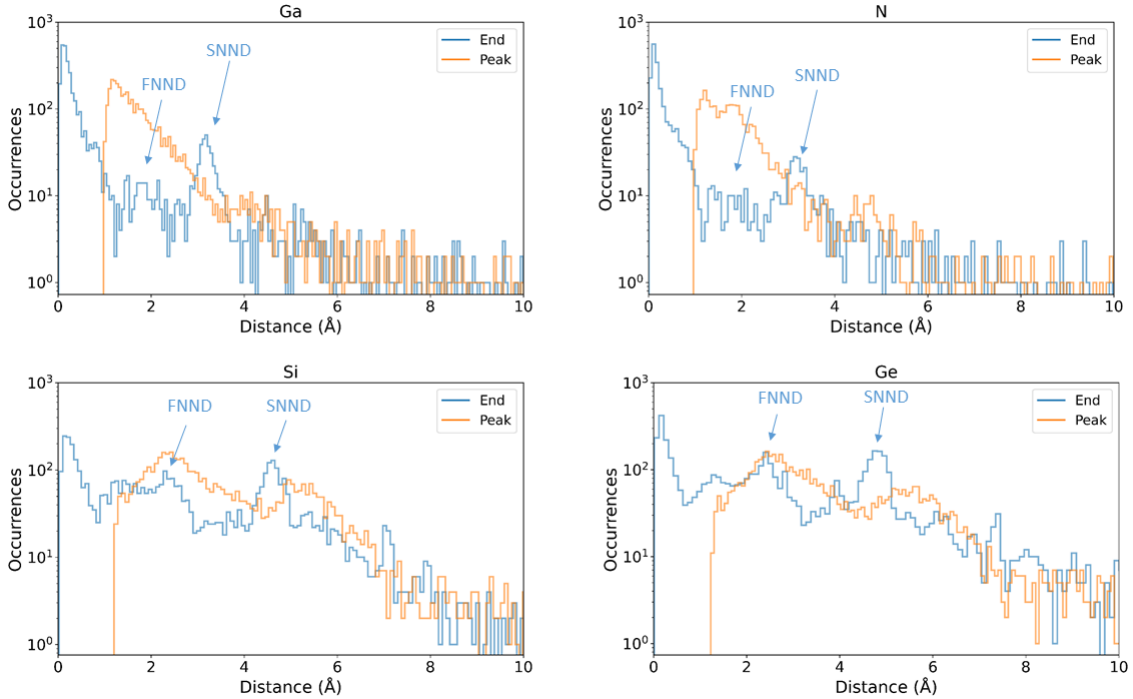 Ga
10³
10²
10¹
10⁰
Occurrences
FNND
SNND
End
Peak
0 2 4 6 8 10
Distance (Å)
N
10³
10²
10¹
10⁰
Occurrences
FNND
SNND
End
Peak
0 2 4 6 8 10
Distance (Å)
Si
10³
10²
10¹
10⁰
Occurrences
FNND
SNND
End
Peak
0 2 4 6 8 10
Distance (Å)
Ge
10³
10²
10¹
10⁰
Occurrences
FNND
SNND
End
Peak
0 2 4 6 8 10
Distance (Å)